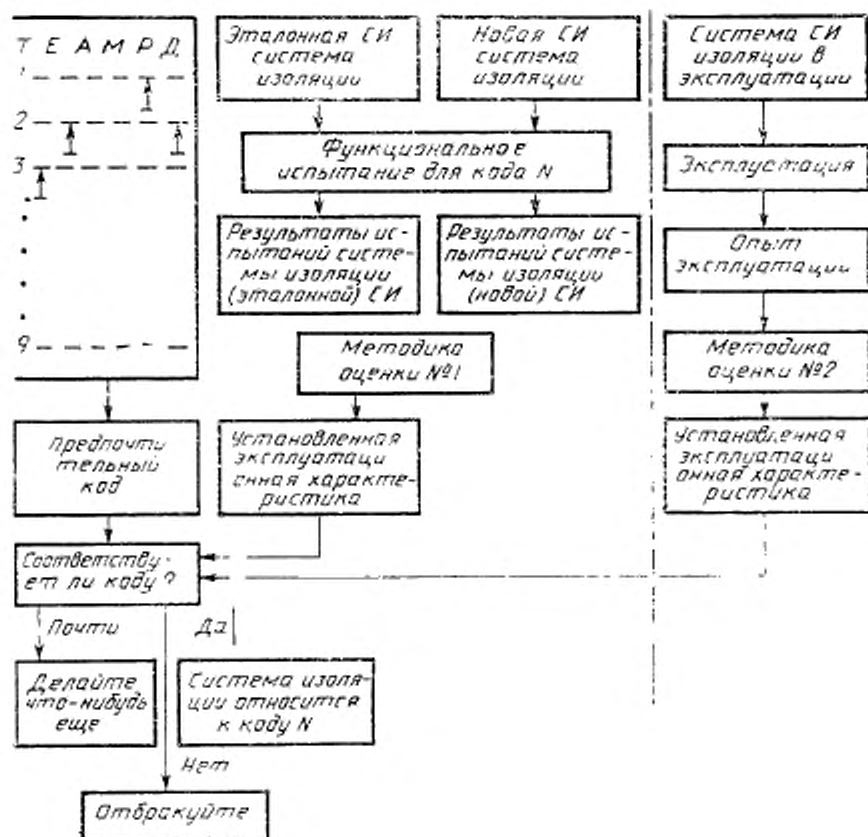 Т Е А М Р Д
1
2
3
9
Эталонная СИ
система
изоляции
Новая СИ
система
изоляции
Система СИ
изоляции в
эксплуатации
Функциональное
испытание для кода N
Эксплуатация
Результаты ис-
пытаний систе-
мы изоляции
(эталонной) СИ
Результаты ис-
пытаний систе-
мы изоляции
(новой) СИ
Опыт
эксплуатации
Методика
оценки №1
Методика
оценки №2
Предпочти
тельный
код
Установленная
эксплуатаци
онная характе-
ристика
Установленная
эксплуатаци
онная характе-
ристика
Соответству-
ет ли коду ?
Почти
Да
Делайте
что-нибудь
еще
Система изоля-
ции относится
к коду N
Нет
Отбракуйте